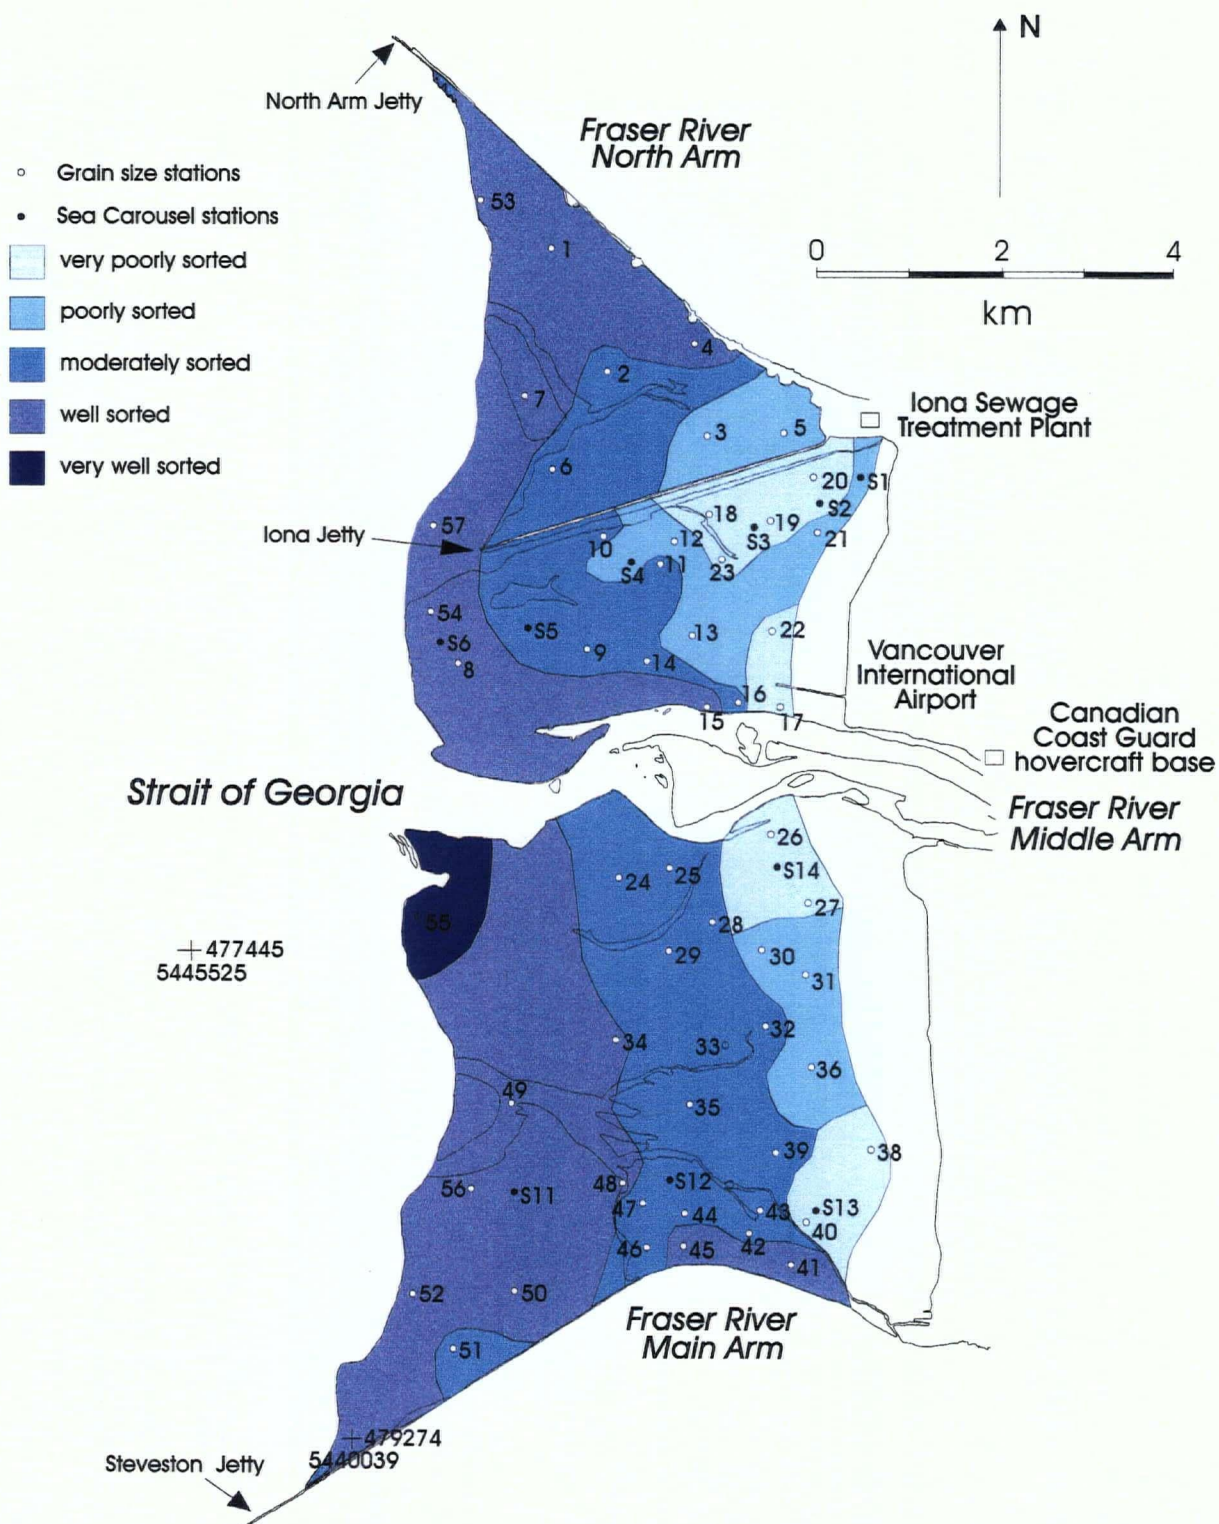 N
North Arm Jetty
Fraser River
North Arm
Grain size stations
Sea Carousel stations
very poorly sorted
poorly sorted
moderately sorted
well sorted
very well sorted
0 2 4
km
53
1
4
2
7
3
5
6
Iona Sewage
Treatment Plant
20
S1
S2
18
19
S3
21
57
Iona Jetty
10
12
11
S4
23
54
S6
8
S5
9
13
14
22
16
15
17
Vancouver
International
Airport
Canadian
Coast Guard
hovercraft base
Strait of Georgia
Fraser River
Middle Arm
26
S14
24
25
27
28
55
477445
5445525
29
30
31
32
34
33
36
49
35
39
38
56
S11
48
S12
47
44
43
S13
40
46
45
42
41
52
50
Fraser River
Main Arm
51
479274
5440039
Steveston Jetty